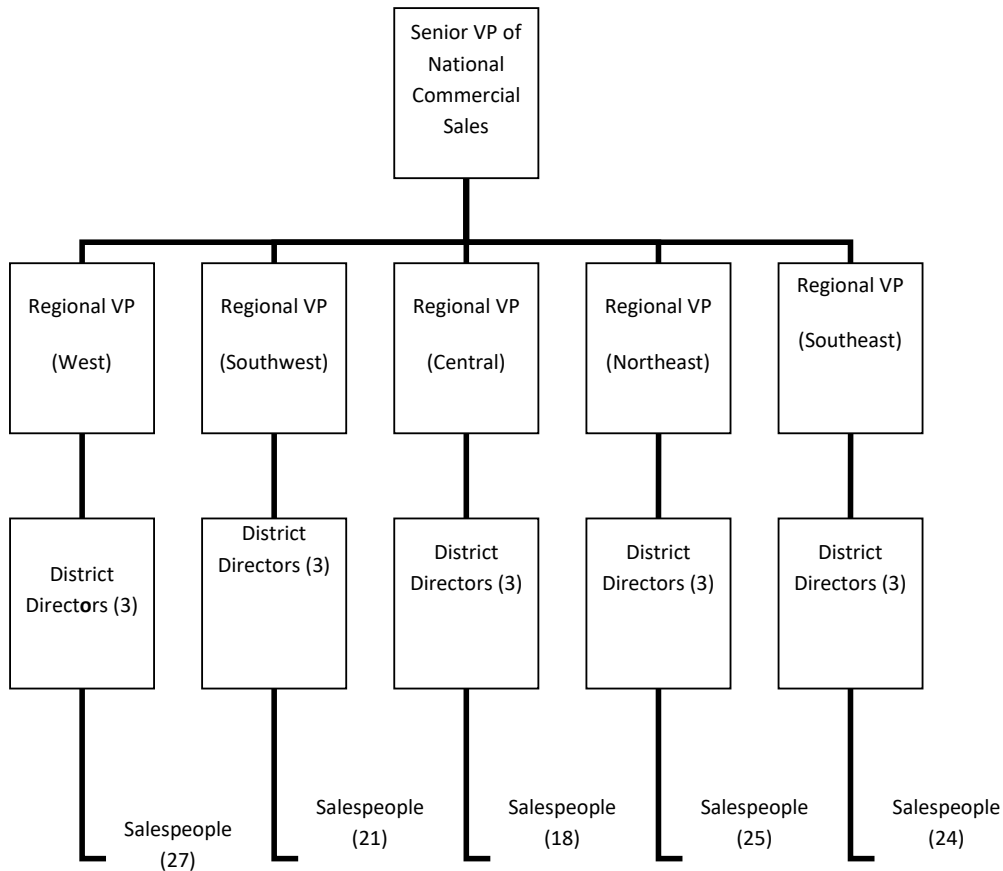 Senior VP of
National
Commercial
Sales
Regional VP
(West)
Regional VP
(Southwest)
Regional VP
(Central)
Regional VP
(Northeast)
Regional VP
(Southeast)
District
Directors (3)
District
Directors (3)
District
Directors (3)
District
Directors (3)
District
Directors (3)
Salespeople
(27)
Salespeople
(21)
Salespeople
(18)
Salespeople
(25)
Salespeople
(24)